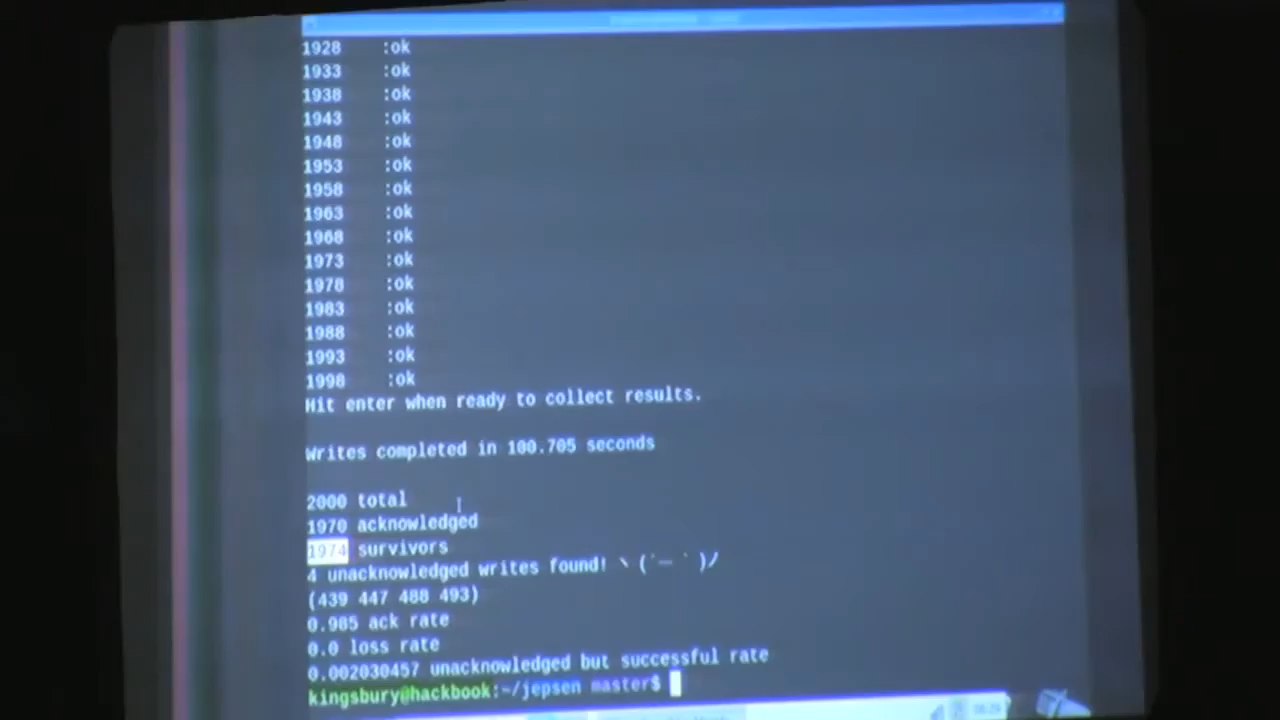 1928    :ok
1933    :ok
1938    :ok
1943    :ok
1948    :ok
1953    :ok
1958    :ok
1963    :ok
1968    :ok
1973    :ok
1978    :ok
1983    :ok
1988    :ok
1993    :ok
1998    :ok
Hit enter when ready to collect results.
Writes completed in 100.705 seconds
2000 total
1970 acknowledged
1974 survivors
4 unacknowledged writes found! ヽ(´ー`)ノ
(439 447 488 493)
0.985 ack rate
0.0 loss rate
0.002030457 unacknowledged but successful rate
kingsbury@hackbook:~/jepsen master$